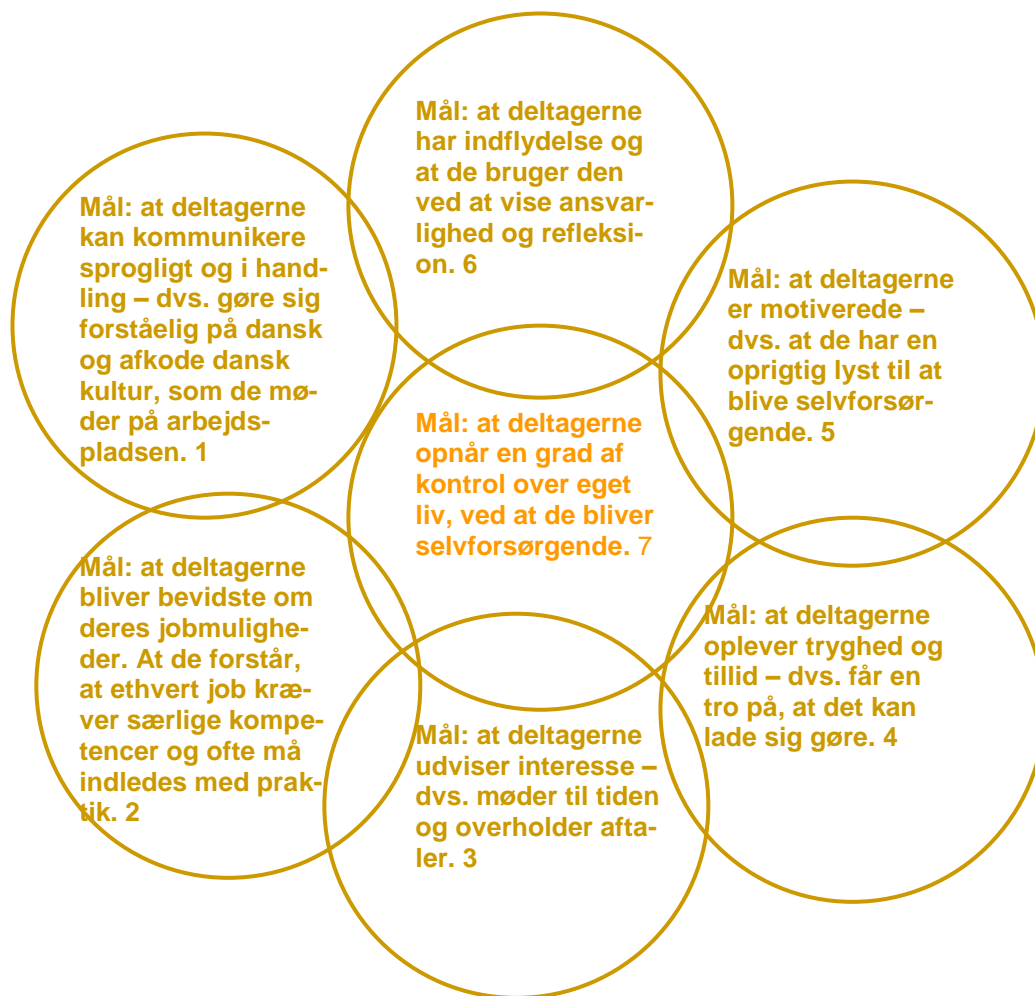 Mål: at deltagerne
kan kommunikere
sprogligt og i hand-
ling – dvs. gøre sig
forståelig på dansk
og afkode dansk
kultur, som de mø-
der på arbejds-
pladsen. 1
Mål: at deltagerne
bliver bevidste om
deres jobmulighe-
der. At de forstår,
at ethvert job kræ-
ver særlige kompe-
tencer og ofte må
indledes med prak-
tik. 2
Mål: at deltagerne
udviser interesse –
dvs. møder til tiden
og overholder afta-
ler. 3
Mål: at deltagerne
oplever tryghed og
tillid – dvs. får en
tro på, at det kan
lade sig gøre. 4
Mål: at deltagerne
er motiverede –
dvs. at de har en
oprigtig lyst til at
blive selvforsør-
gende. 5
Mål: at deltagerne
har indflydelse og
at de bruger den
ved at vise ansvar-
lighed og refleksi-
on. 6
Mål: at deltagerne
opnår en grad af
kontrol over eget
liv, ved at de bliver
selvforsørgende. 7